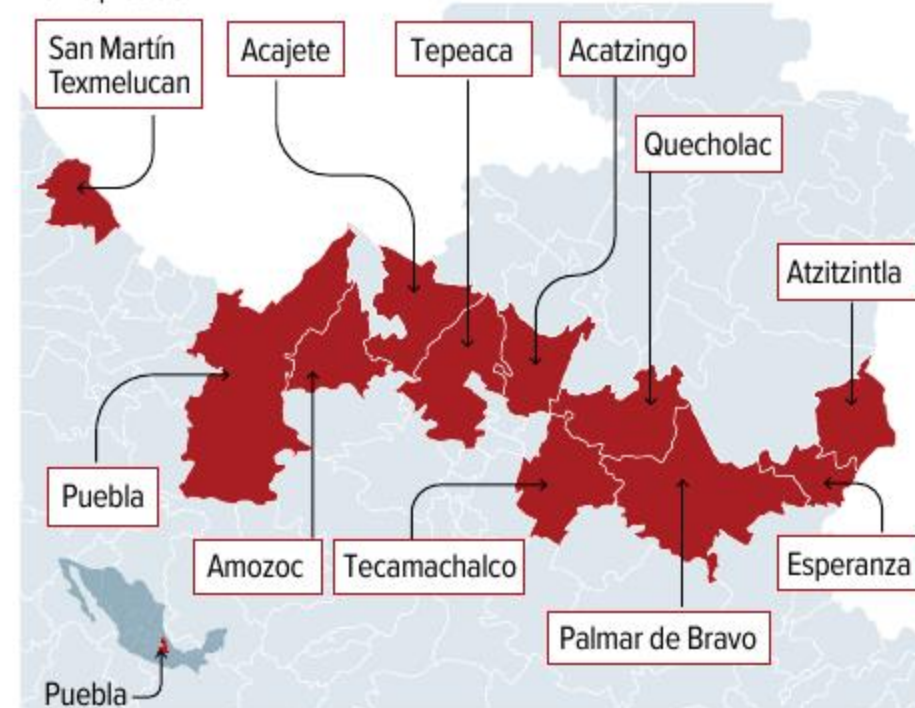 San Martín
Texmelucan
Acajete
Tepeaca
Acatzingo
Quecholac
Atzitzintla
Puebla
Amozoc
Tecamachalco
Esperanza
Palmar de Bravo
Puebla